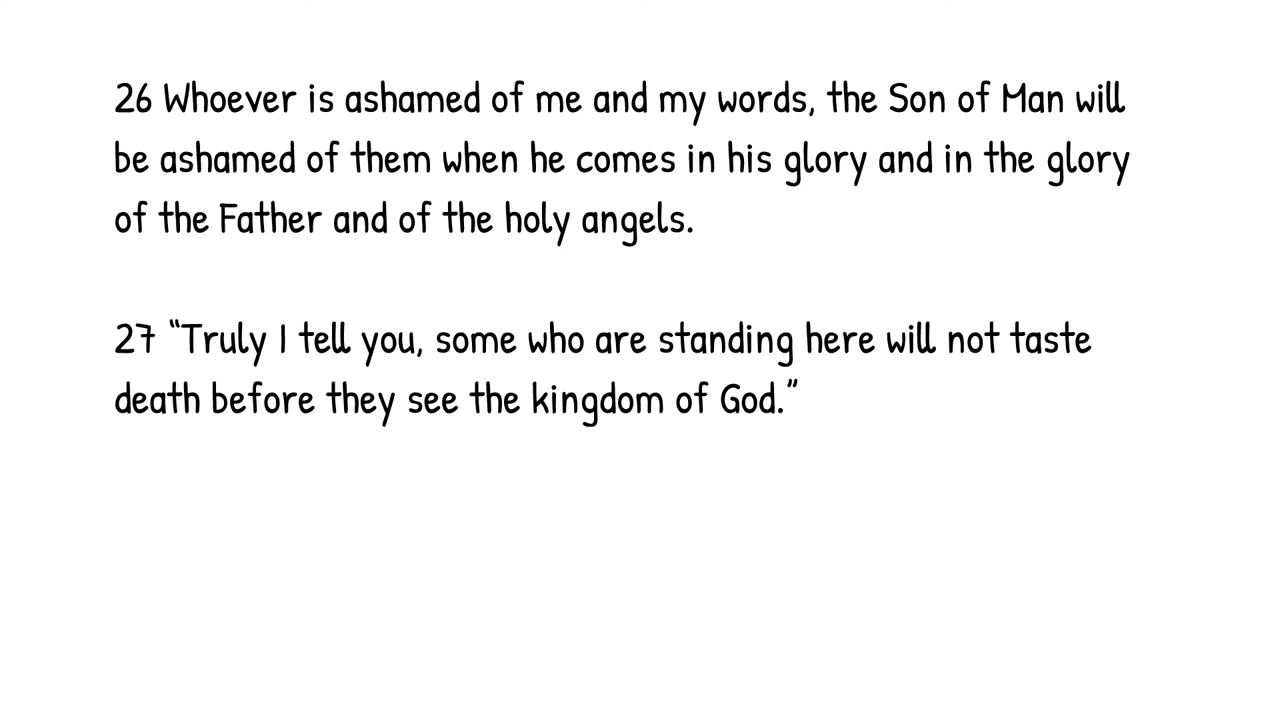 26 Whoever is ashamed of me and my words, the Son of Man will
be ashamed of them when he comes in his glory and in the glory
of the Father and of the holy angels.
27 “Truly I tell you, some who are standing here will not taste
death before they see the kingdom of God.”